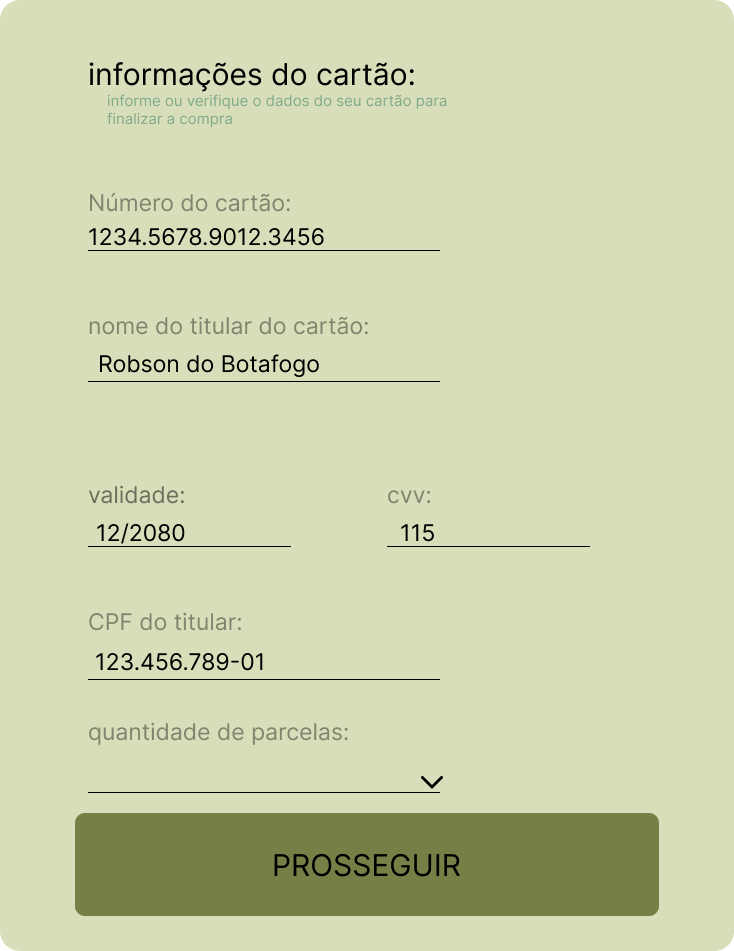 informações do cartão:
informe ou verifique o dados do seu cartão para
finalizar a compra
Número do cartão:
1234.5678.9012.3456
nome do titular do cartão:
Robson do Botafogo
validade:
cvv:
12/2080
115
CPF do titular:
123.456.789-01
quantidade de parcelas:
PROSSEGUIR